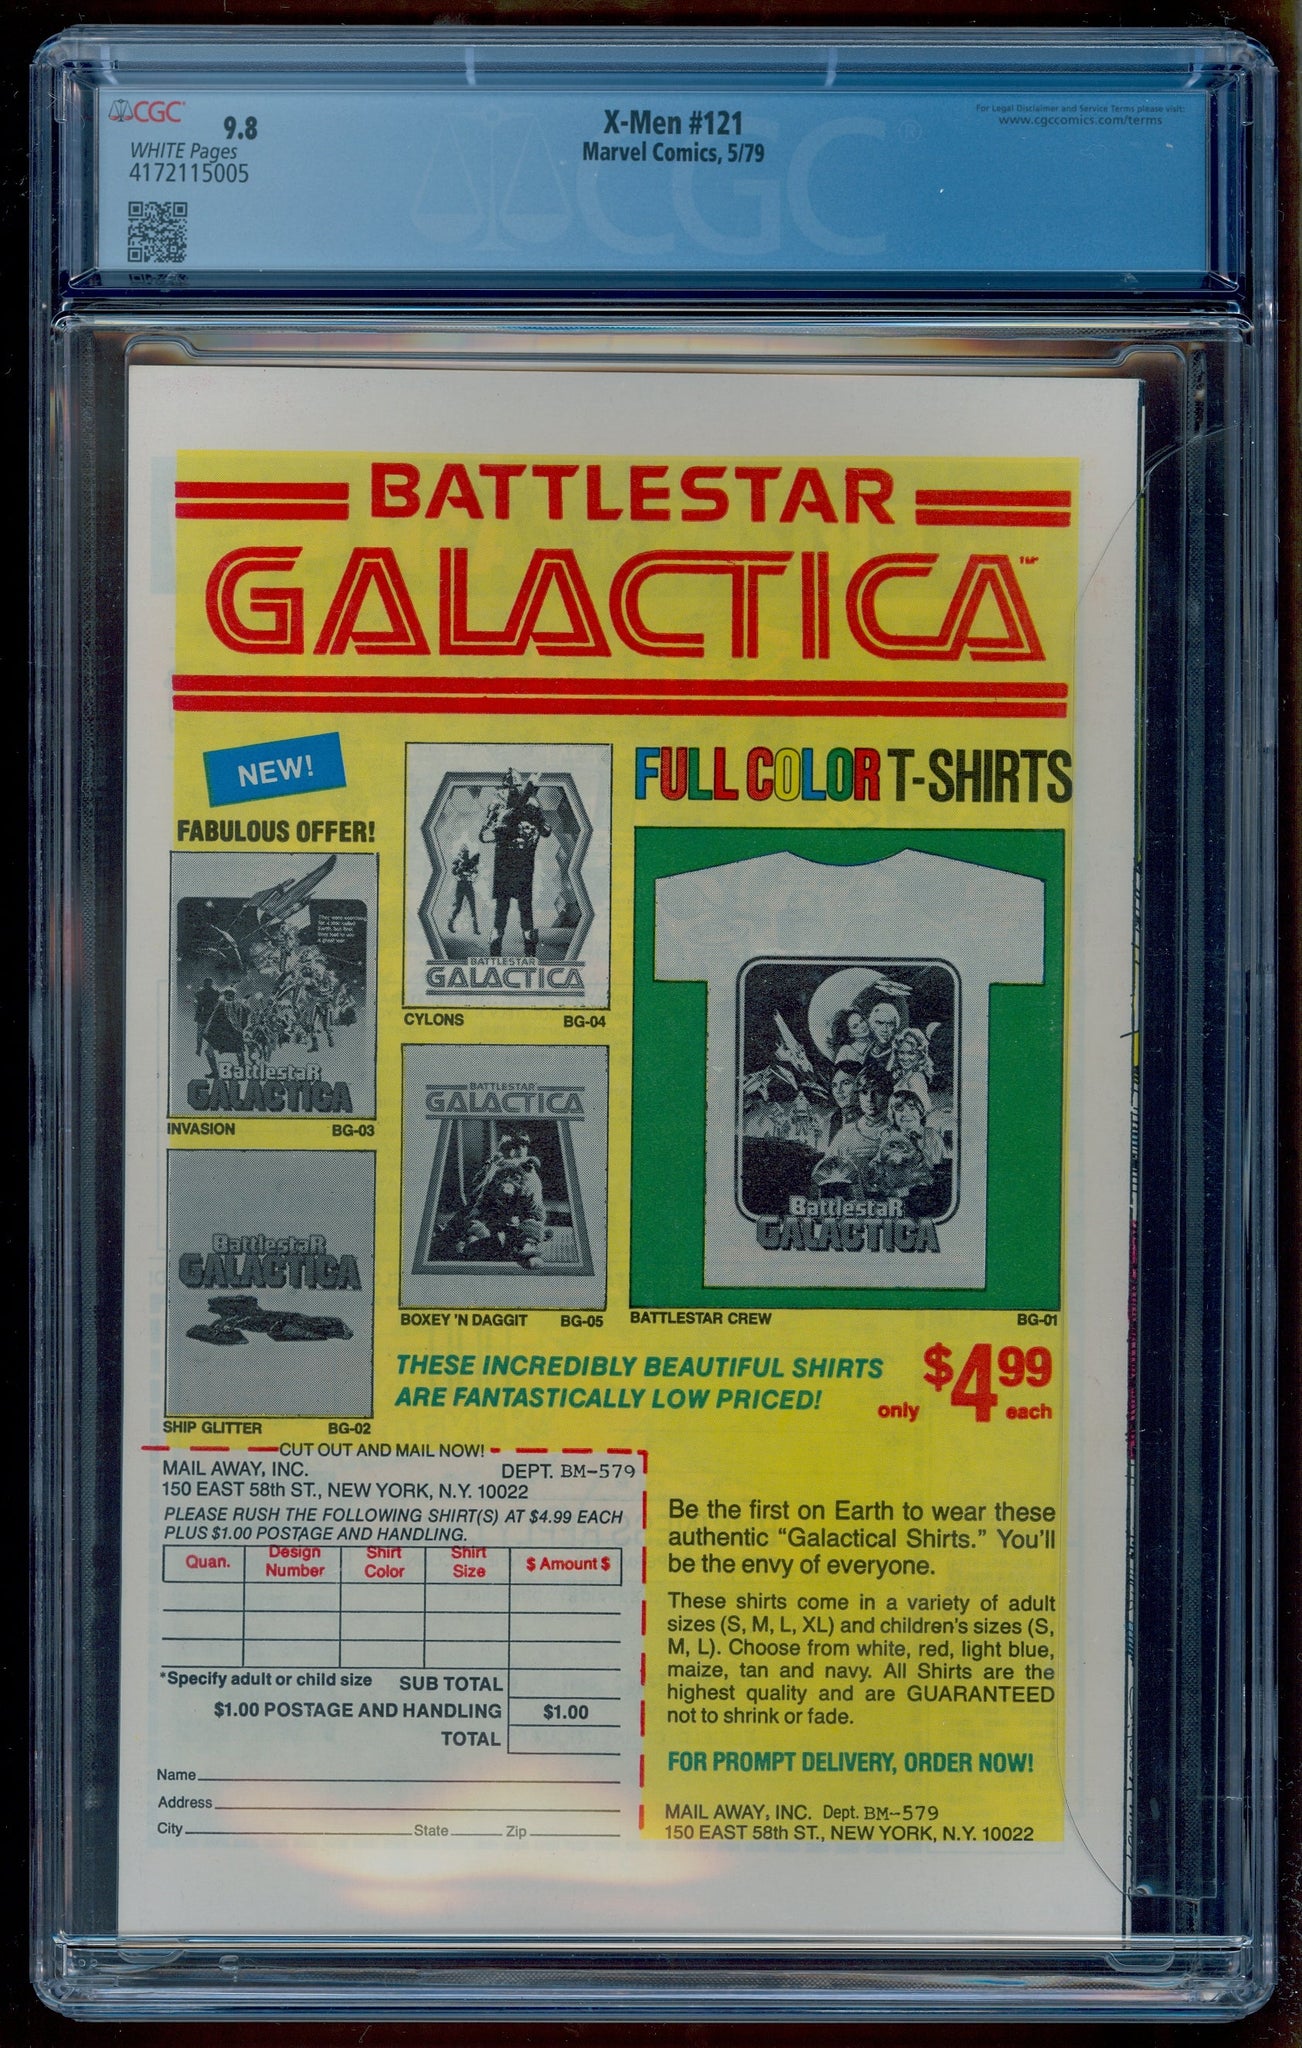 CGC
9.8
WHITE Pages
4172115005
X-Men #121
Marvel Comics, 5/79
For Legal Disclaimer and Service Terms please visit:
www.cgccomics.com/terms
CGC®
BATTLESTAR
GALACTICA™
NEW!
FABULOUS OFFER!
FULL COLOR T-SHIRTS
Battlestar
GALACTICA
INVASION BG-03
BATTLESTAR
GALACTICA
CYLONS BG-04
Battlestar
GALACTICA
SHIP GLITTER BG-02
BATTLESTAR
GALACTICA
BOXEY 'N DAGGIT BG-05
Battlestar
GALACTICA
BATTLESTAR CREW BG-01
THESE INCREDIBLY BEAUTIFUL SHIRTS
ARE FANTASTICALLY LOW PRICED!
only $4.99 each
CUT OUT AND MAIL NOW!
MAIL AWAY, INC. DEPT. BM-579
150 EAST 58th ST., NEW YORK, N.Y. 10022
PLEASE RUSH THE FOLLOWING SHIRT(S) AT $4.99 EACH
PLUS $1.00 POSTAGE AND HANDLING.
Quan. Design Number Shirt Color Shirt Size $ Amount $
*Specify adult or child size SUB TOTAL
$1.00 POSTAGE AND HANDLING $1.00
TOTAL
Name
Address
City State Zip
Be the first on Earth to wear these
authentic “Galactical Shirts.” You’ll
be the envy of everyone.
These shirts come in a variety of adult
sizes (S, M, L, XL) and children's sizes (S,
M, L). Choose from white, red, light blue,
maize, tan and navy. All Shirts are the
highest quality and are GUARANTEED
not to shrink or fade.
FOR PROMPT DELIVERY, ORDER NOW!
MAIL AWAY, INC. Dept. BM-579
150 EAST 58th ST., NEW YORK, N.Y. 10022